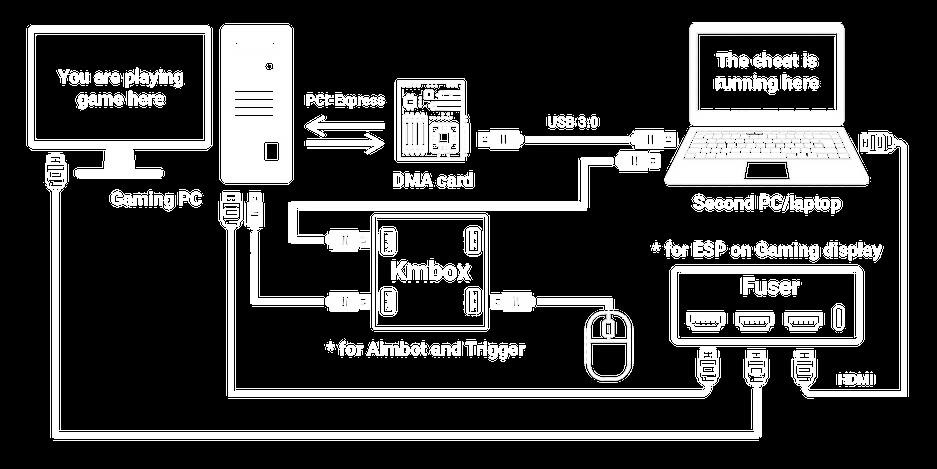 You are playing
game here
The cheat is
running here
PCI-Express
USB 3.0
DMA card
Gaming PC
Second PC/laptop
* for ESP on Gaming display
Kmbox
Fuser
* for Aimbot and Trigger
HDMI